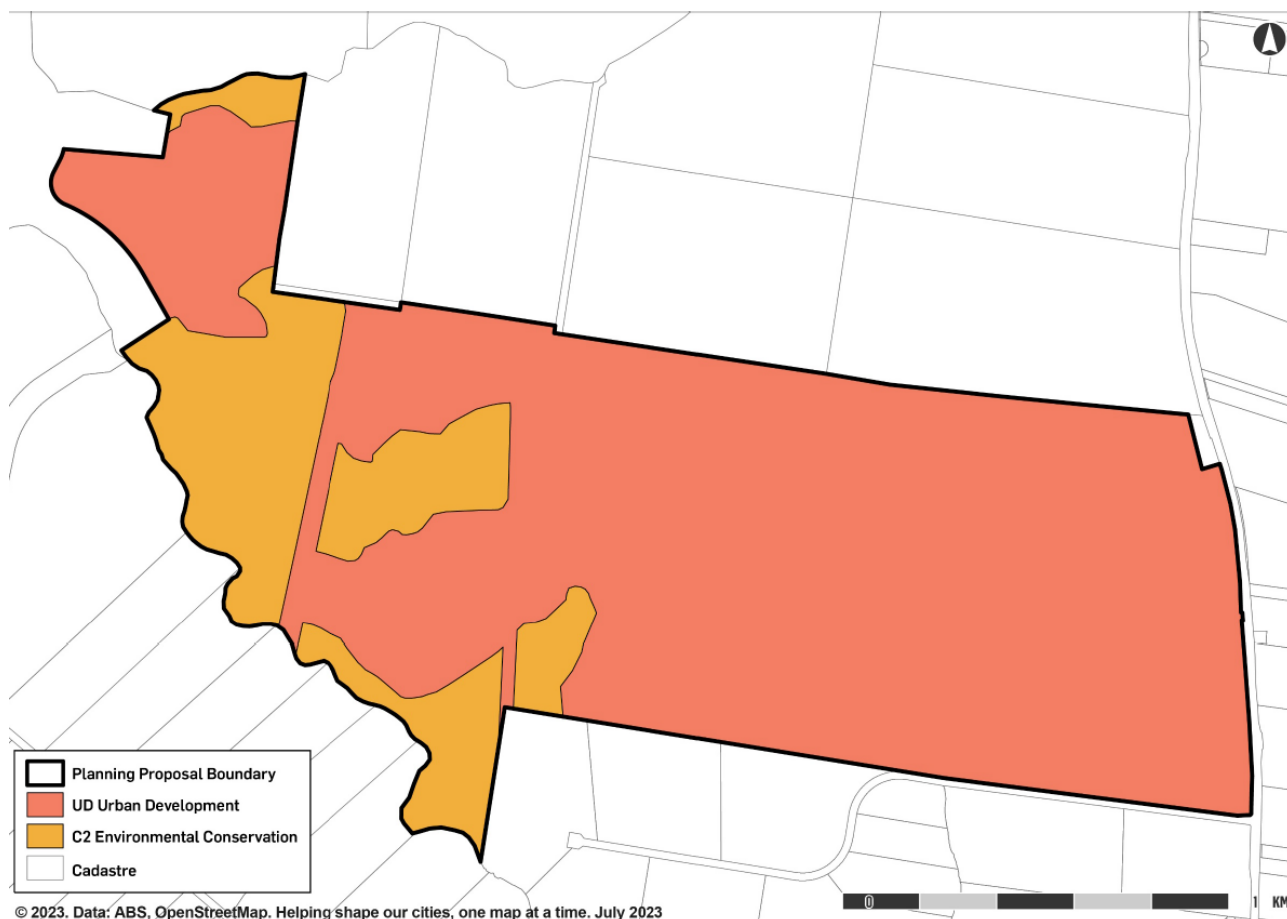 Planning Proposal Boundary
UD Urban Development
C2 Environmental Conservation
Cadastre
0 1 KM
© 2023. Data: ABS, OpenStreetMap. Helping shape our cities, one map at a time. July 2023